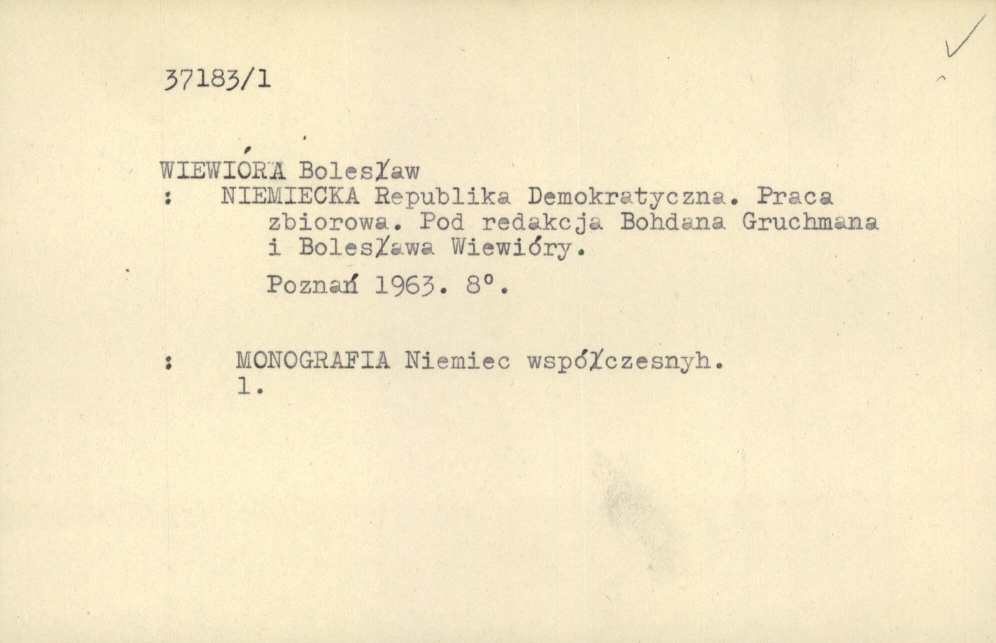 37183/1
WIEWIÓRA Bolesław
: NIEMIECKA Republika Demokratyczna. Praca
zbiorowa. Pod redakcja Bohdana Gruchmana
i Bolesława Wiewióry.
Poznań 1963. 8°.
: MONOGRAFIA Niemiec współczesnyh.
1.